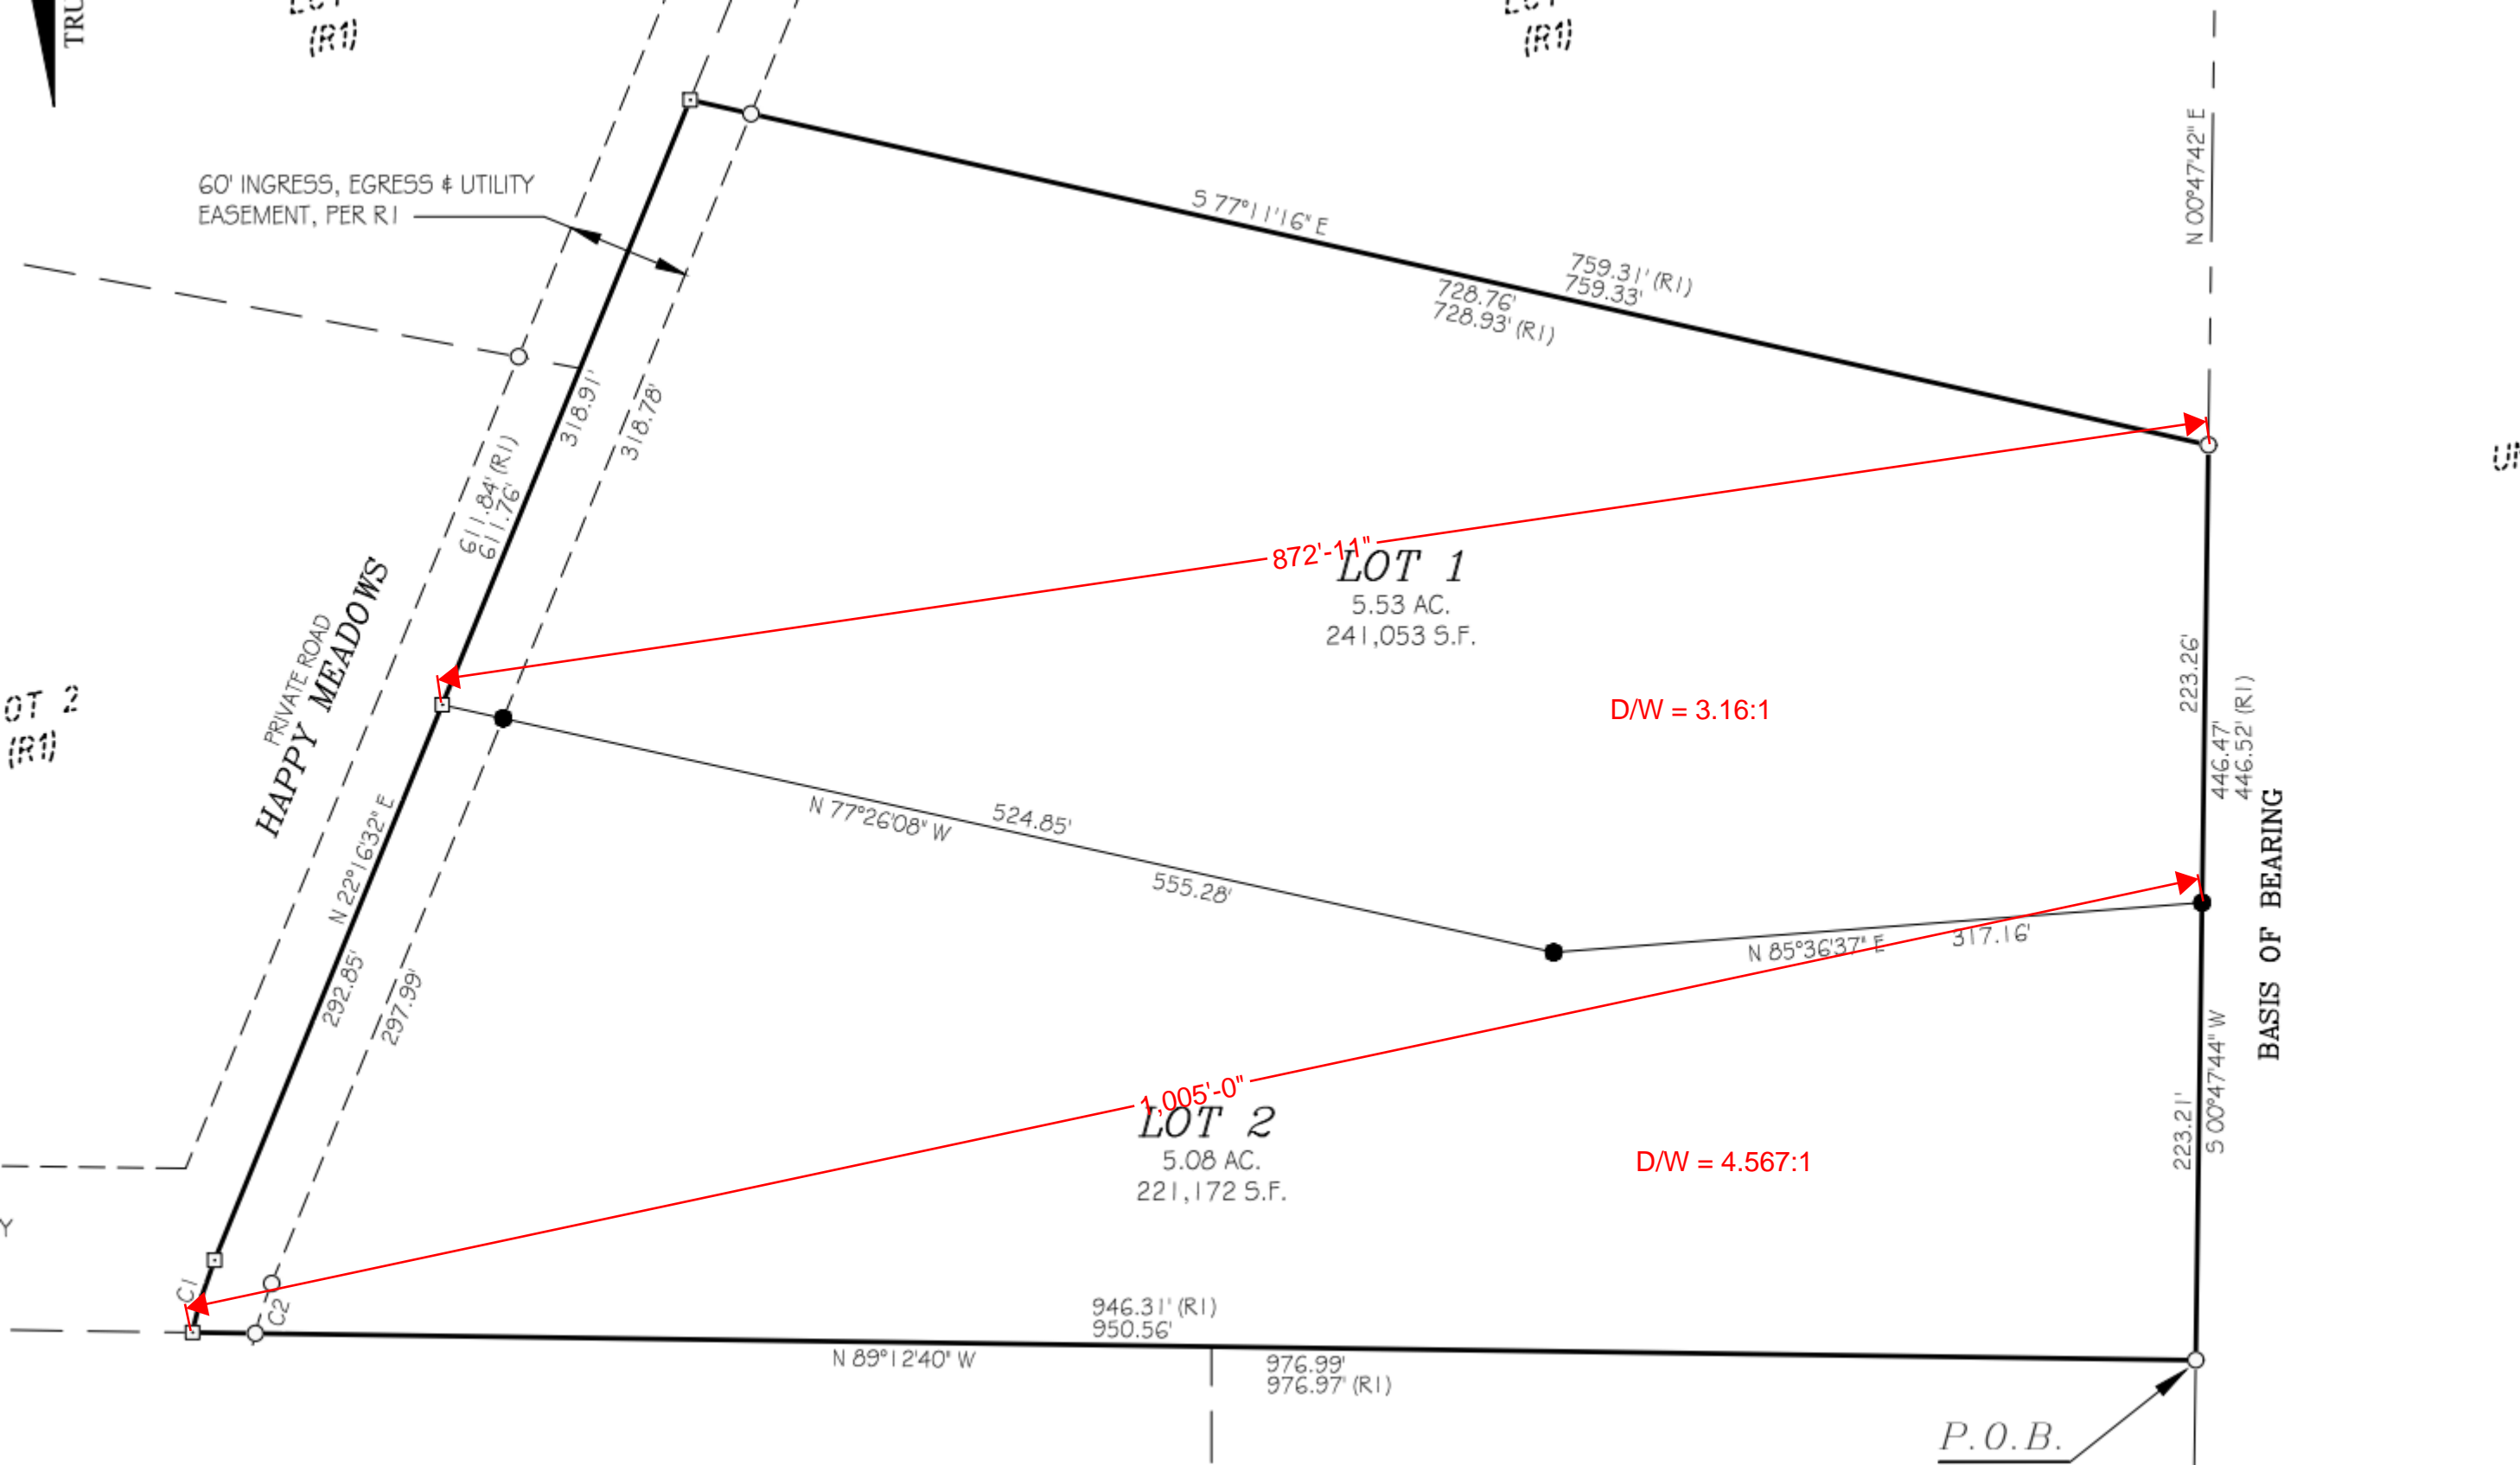 TRU
(R1)
(R1)
N 00°47'42" E
60' INGRESS, EGRESS & UTILITY
EASEMENT, PER R1
S 77°11'16" E
759.31' (R1)
759.33'
728.76'
728.93' (R1)
318.91'
318.78'
611.84' (R1)
611.76'
872'-11"
LOT 1
5.53 AC.
241,053 S.F.
D/W = 3.16:1
223.26'
446.47'
446.52' (R1)
PRIVATE ROAD
HAPPY MEADOWS
OT 2
(R1)
N 22°16'32" E
292.85'
297.99'
N 77°26'08" W
524.85'
555.28'
N 85°36'37" E
317.16'
BASIS OF BEARING
S 00°47'44" W
223.21'
1,005'-0"
LOT 2
5.08 AC.
221,172 S.F.
D/W = 4.567:1
Y
C1
C2
946.31' (R1)
950.56'
N 89°12'40" W
976.99'
976.97' (R1)
P.O.B.